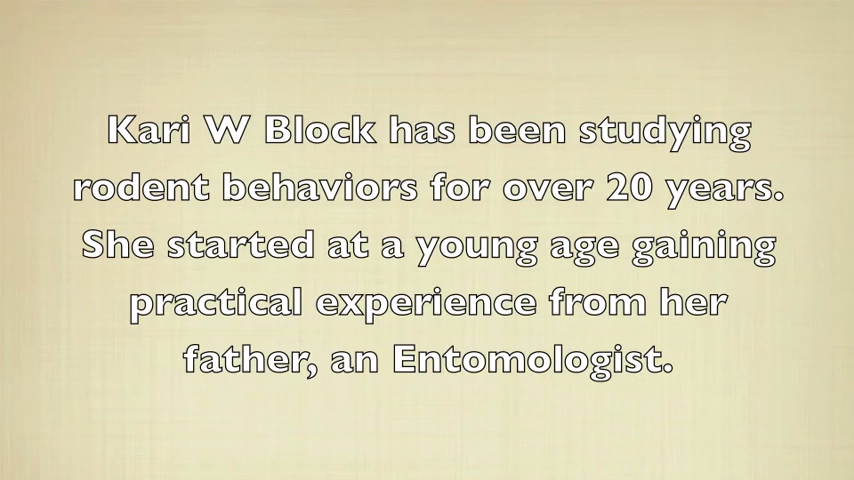 Kari W Block has been studying
rodent behaviors for over 20 years.
She started at a young age gaining
practical experience from her
father, an Entomologist.